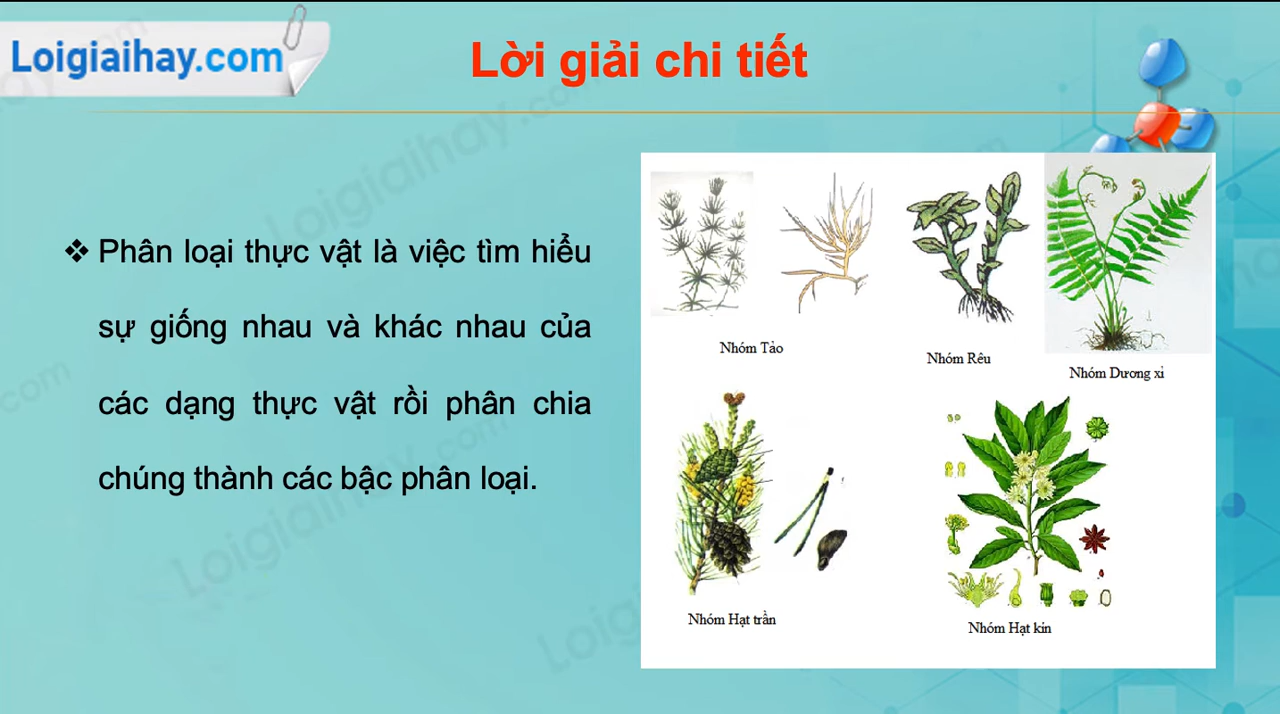 Loigiaihay.com
Lời giải chi tiết
❖ Phân loại thực vật là việc tìm hiểu
sự giống nhau và khác nhau của
các dạng thực vật rồi phân chia
chúng thành các bậc phân loại.
Nhóm Tảo
Nhóm Rêu
Nhóm Dương xỉ
Nhóm Hạt trần
Nhóm Hạt kín